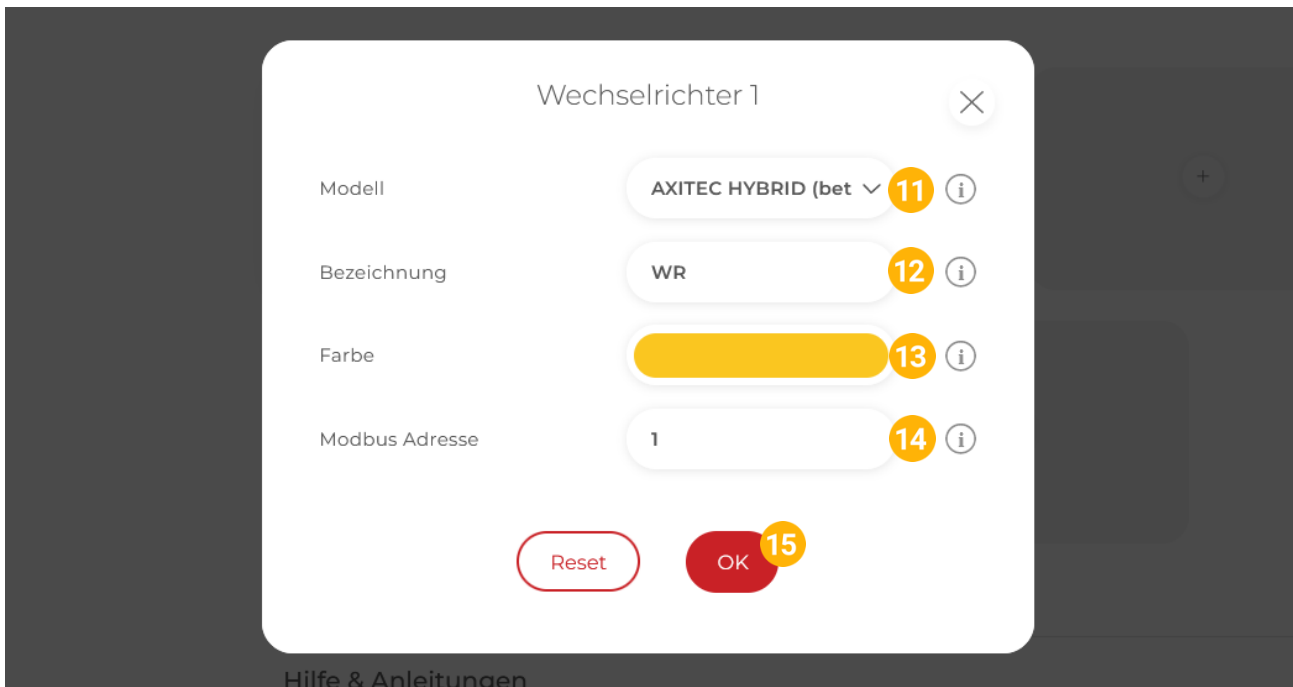 Wechselrichter 1
Modell AXITEC HYBRID (bet 11 i
Bezeichnung WR 12 i
Farbe 13 i
Modbus Adresse 1 14 i
Reset OK 15
Hilfe & Anleitungen